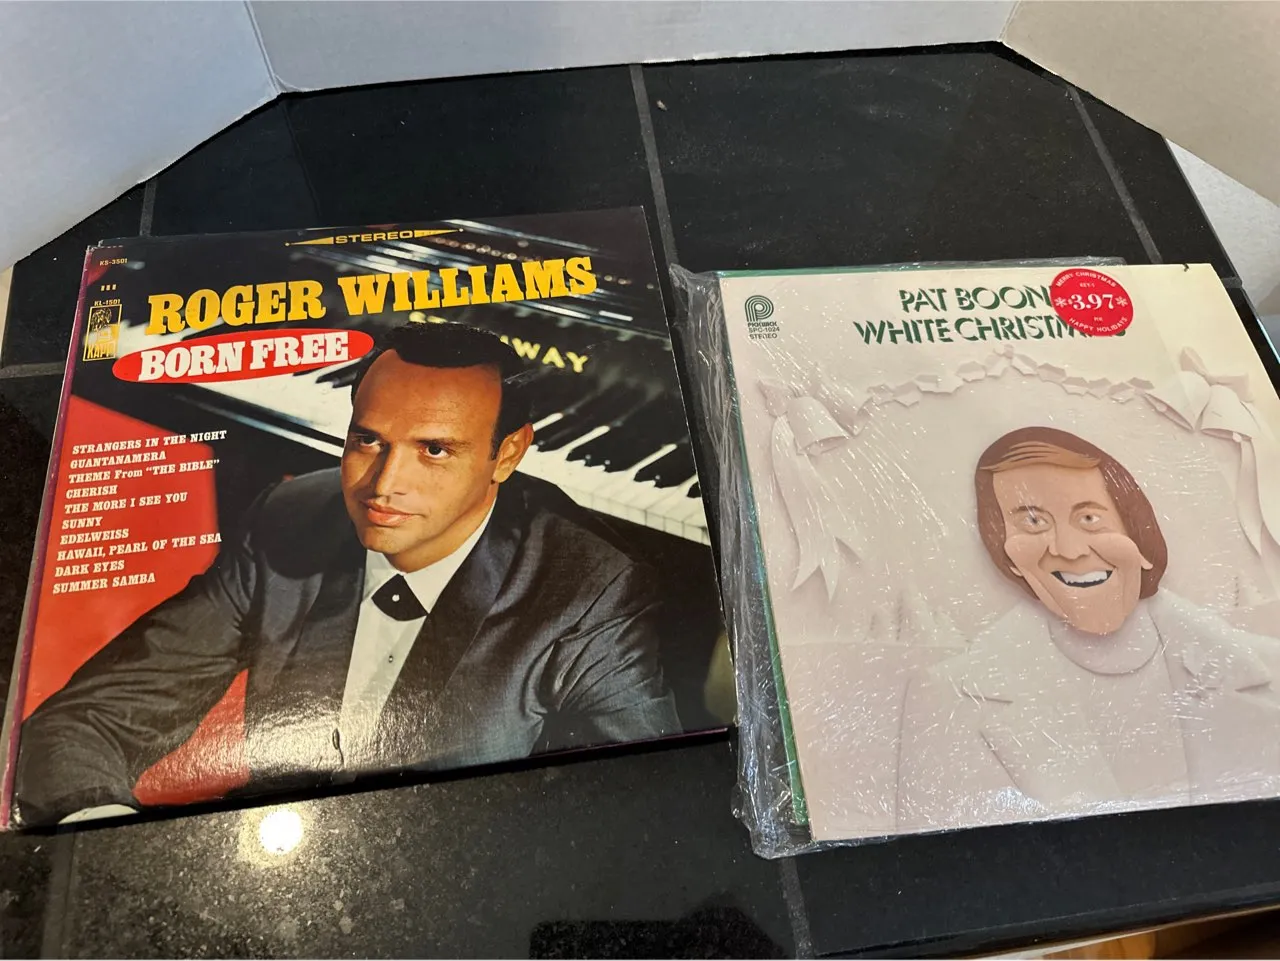 STEREO
KS-3501
KL-1501
KAPP
ROGER WILLIAMS
BORN FREE
WAY
STRANGERS IN THE NIGHT
GUANTANAMERA
THEME From "THE BIBLE"
CHERISH
THE MORE I SEE YOU
SUNNY
EDELWEISS
HAWAII, PEARL OF THE SEA
DARK EYES
SUMMER SAMBA
PICKWICK
SPC-1024
STEREO
PAT BOON
WHITE CHRISTM
MERRY CHRISTMAS
$3.97
HAPPY HOLIDAYS